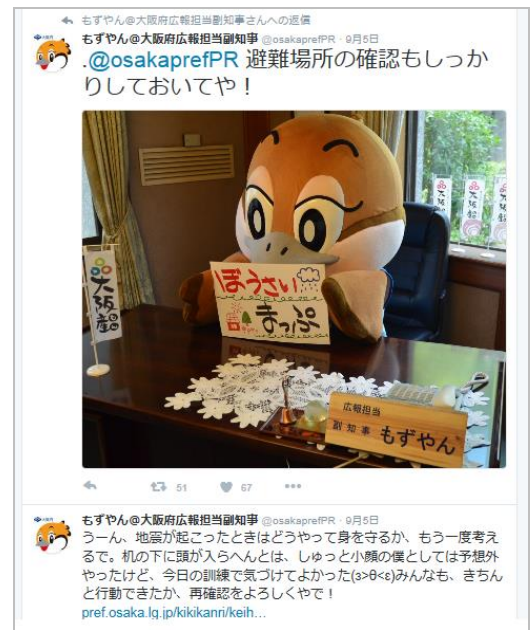 もずやん@大阪府広報担当副知事さんへの返信
もずやん@大阪府広報担当副知事 @osakaprefPR · 9月5日
.@osakaprefPR 避難場所の確認もしっか
りしておいてや！
大阪産
大阪産
ぼうさい
まっぷ
広報担当
副知事 もずやん
51 67
もずやん@大阪府広報担当副知事 @osakaprefPR · 9月5日
うーん、地震が起こったときはどうやって身を守るか、もう一度考え
るで。机の下に頭が入らへんとは、しゅっと小顔の僕としては予想外
やったけど、今日の訓練で気づけてよかった(з>θ<ε)みんなも、きちん
と行動できたか、再確認をよろしくやで！
pref.osaka.lg.jp/kikikanri/keih…